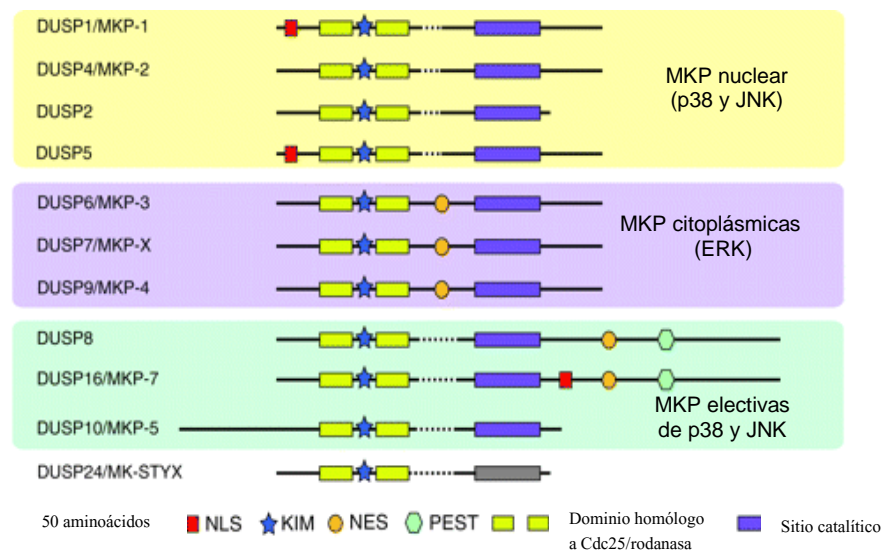 DUSP1/MKP-1
DUSP4/MKP-2
DUSP2
DUSP5
MKP nuclear
(p38 y JNK)
DUSP6/MKP-3
DUSP7/MKP-X
DUSP9/MKP-4
MKP citoplásmicas
(ERK)
DUSP8
DUSP16/MKP-7
DUSP10/MKP-5
MKP electivas
de p38 y JNK
DUSP24/MK-STYX
50 aminoácidos
NLS
KIM
NES
PEST
Dominio homólogo
a Cdc25/rodanasa
Sitio catalítico